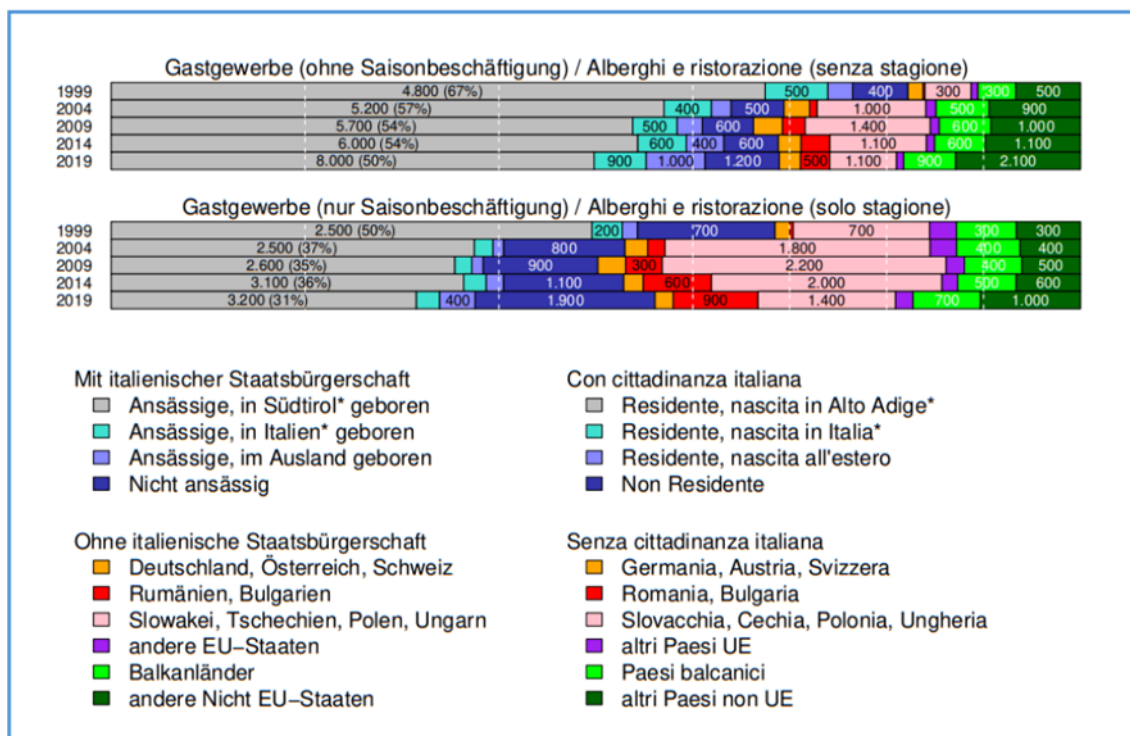 Gastgewerbe (ohne Saisonbeschäftigung) / Alberghi e ristorazione (senza stagione)
1999 4.800 (67%) 500 400 300 300 500
2004 5.200 (57%) 400 500 1.000 500 900
2009 5.700 (54%) 500 600 1.400 600 1.000
2014 6.000 (54%) 600 400 600 1.100 600 1.100
2019 8.000 (50%) 900 1.000 1.200 500 1.100 900 2.100
Gastgewerbe (nur Saisonbeschäftigung) / Alberghi e ristorazione (solo stagione)
1999 2.500 (50%) 200 700 700 300 300
2004 2.500 (37%) 800 1.800 400 400
2009 2.600 (35%) 900 300 2.200 400 500
2014 3.100 (36%) 1.100 600 2.000 500 600
2019 3.200 (31%) 400 1.900 900 1.400 700 1.000
Mit italienischer Staatsbürgerschaft
Ansässige, in Südtirol* geboren
Ansässige, in Italien* geboren
Ansässige, im Ausland geboren
Nicht ansässig
Con cittadinanza italiana
Residente, nascita in Alto Adige*
Residente, nascita in Italia*
Residente, nascita all'estero
Non Residente
Ohne italienische Staatsbürgerschaft
Deutschland, Österreich, Schweiz
Rumänien, Bulgarien
Slowakei, Tschechien, Polen, Ungarn
andere EU−Staaten
Balkanländer
andere Nicht EU−Staaten
Senza cittadinanza italiana
Germania, Austria, Svizzera
Romania, Bulgaria
Slovacchia, Cechia, Polonia, Ungheria
altri Paesi UE
Paesi balcanici
altri Paesi non UE